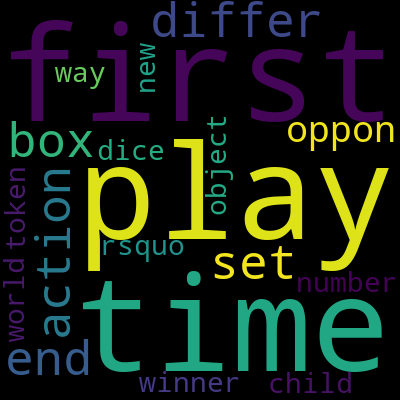 differ
first
new
way
box
dice
oppon
object
play
token
action
rsquo
set
world
number
time
end
winner
child